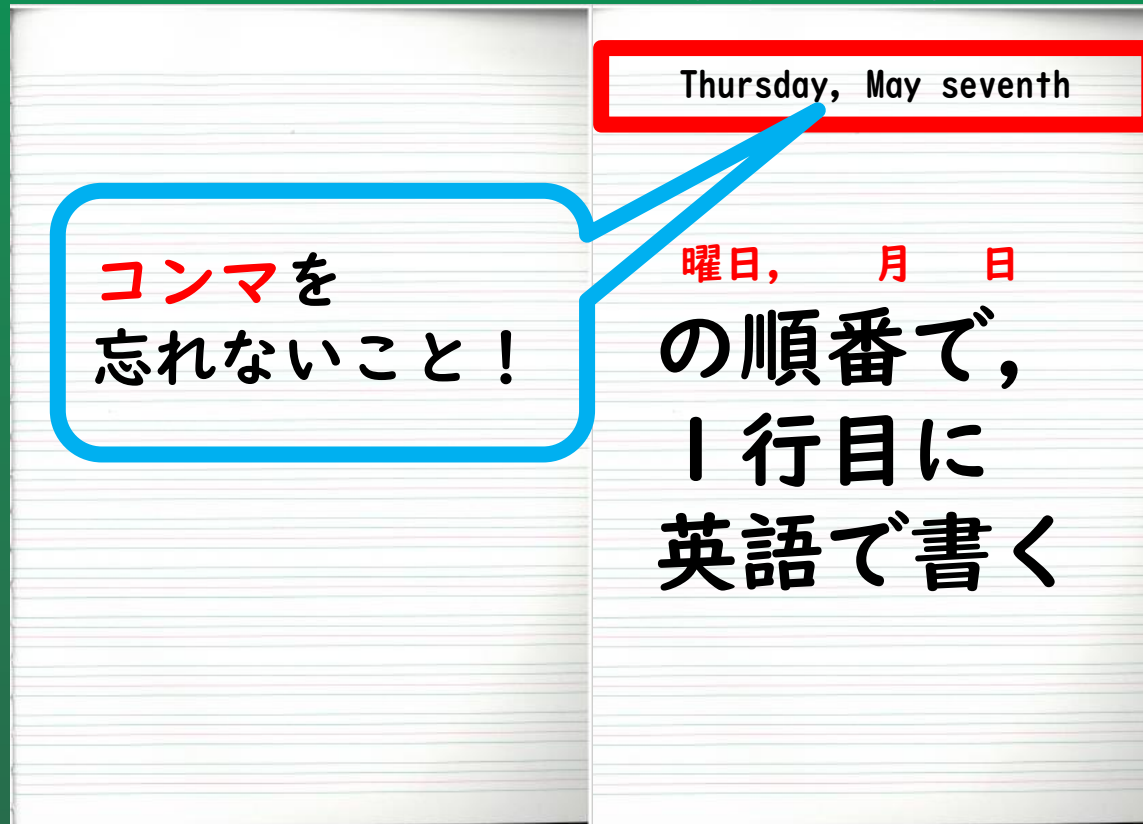 Thursday, May seventh
コンマを
忘れないこと！
曜日，　月　日
の順番で，
１行目に
英語で書く